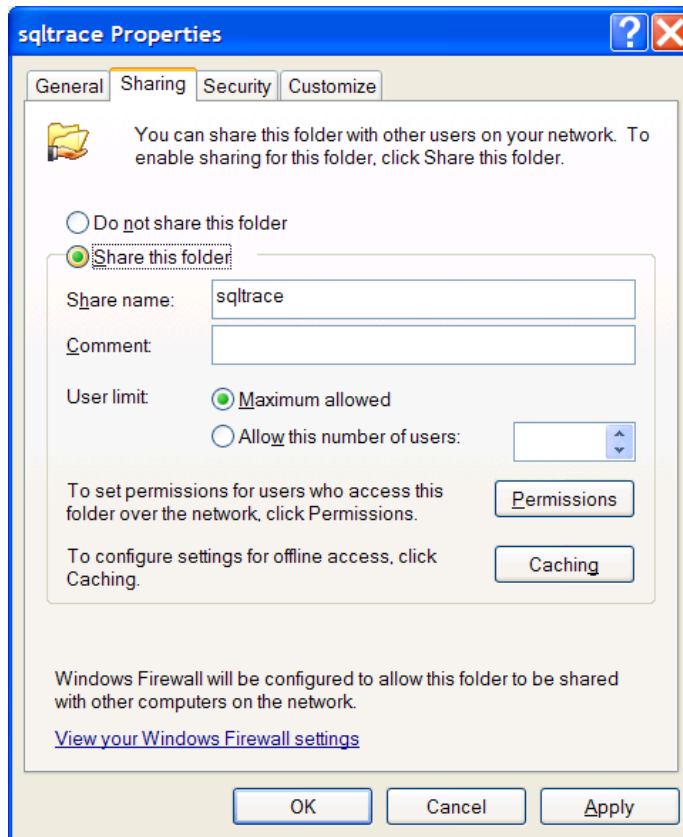 sqltrace Properties
General Sharing Security Customize
You can share this folder with other users on your network. To
enable sharing for this folder, click Share this folder.
Do not share this folder
Share this folder
Share name: sqltrace
Comment:
User limit: Maximum allowed
Allow this number of users:
To set permissions for users who access this
folder over the network, click Permissions.
Permissions
To configure settings for offline access, click
Caching.
Caching
Windows Firewall will be configured to allow this folder to be shared
with other computers on the network.
View your Windows Firewall settings
OK Cancel Apply